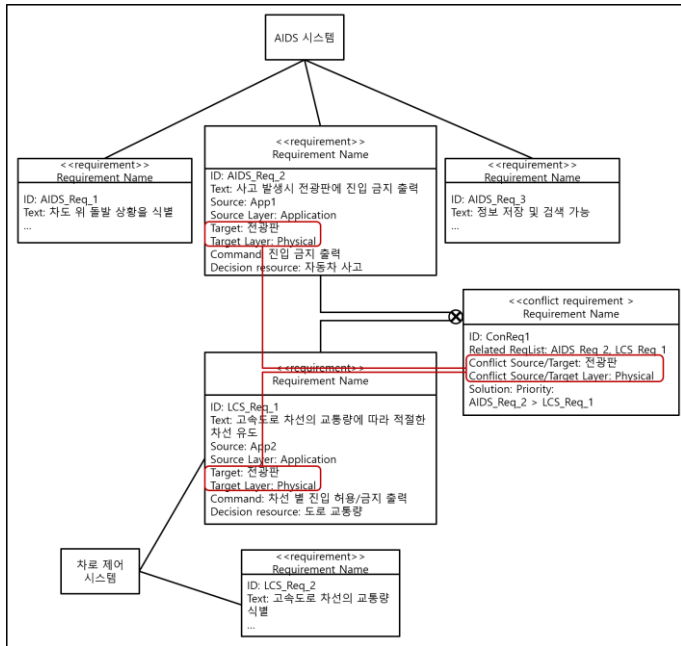 AIDS 시스템
<<requirement>>
Requirement Name
ID: AIDS_Req_1
Text: 차도 위 돌발 상황을 식별
...
<<requirement>>
Requirement Name
ID: AIDS_Req_2
Text: 사고 발생시 전광판에 진입 금지 출력
Source: App1
Source Layer: Application
Target: 전광판
Target Layer: Physical
Command: 진입 금지 출력
Decision resource: 자동차 사고
<<requirement>>
Requirement Name
ID: AIDS_Req_3
Text: 정보 저장 및 검색 가능
...
<<conflict requirement >
Requirement Name
ID: ConReq1
Related ReqList: AIDS_Req_2, LCS_Req_1
Conflict Source/Target: 전광판
Conflict Source/Target Layer: Physical
Solution: Priority:
AIDS_Req_2 > LCS_Req_1
<<requirement>>
Requirement Name
ID: LCS_Req_1
Text: 고속도로 차선의 교통량에 따라 적절한
차선 유도
Source: App2
Source Layer: Application
Target: 전광판
Target Layer: Physical
Command: 차선 별 진입 허용/금지 출력
Decision resource: 도로 교통량
차로 제어
시스템
<<requirement>>
Requirement Name
ID: LCS_Req_2
Text: 고속도로 차선의 교통량
식별
...